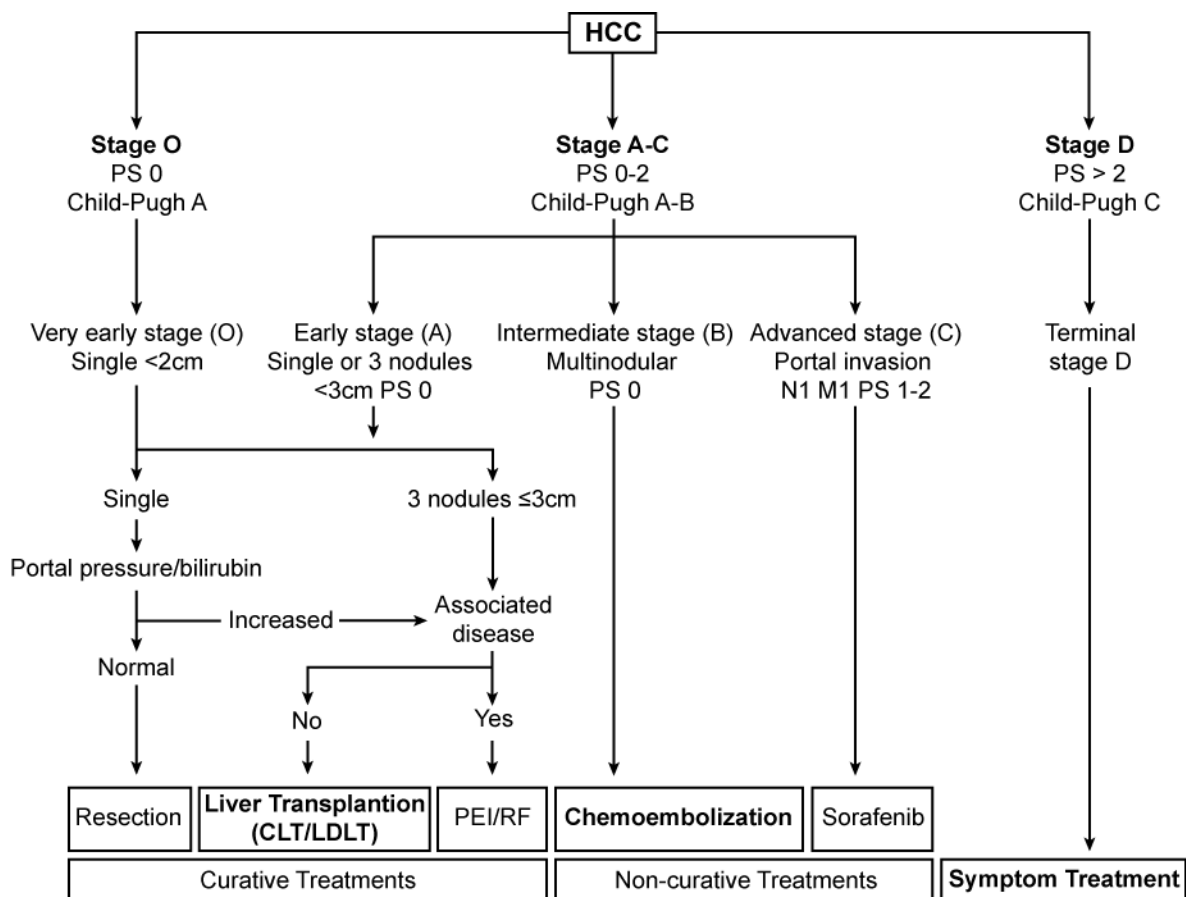 HCC
Stage O
PS 0
Child-Pugh A
Stage A-C
PS 0-2
Child-Pugh A-B
Stage D
PS > 2
Child-Pugh C
Very early stage (O)
Single <2cm
Early stage (A)
Single or 3 nodules
<3cm PS 0
Intermediate stage (B)
Multinodular
PS 0
Advanced stage (C)
Portal invasion
N1 M1 PS 1-2
Terminal
stage D
Single
3 nodules ≤3cm
Portal pressure/bilirubin
Increased
Associated
disease
Normal
No
Yes
Resection
Liver Transplantion
(CLT/LDLT)
PEI/RF
Chemoembolization
Sorafenib
Curative Treatments
Non-curative Treatments
Symptom Treatment